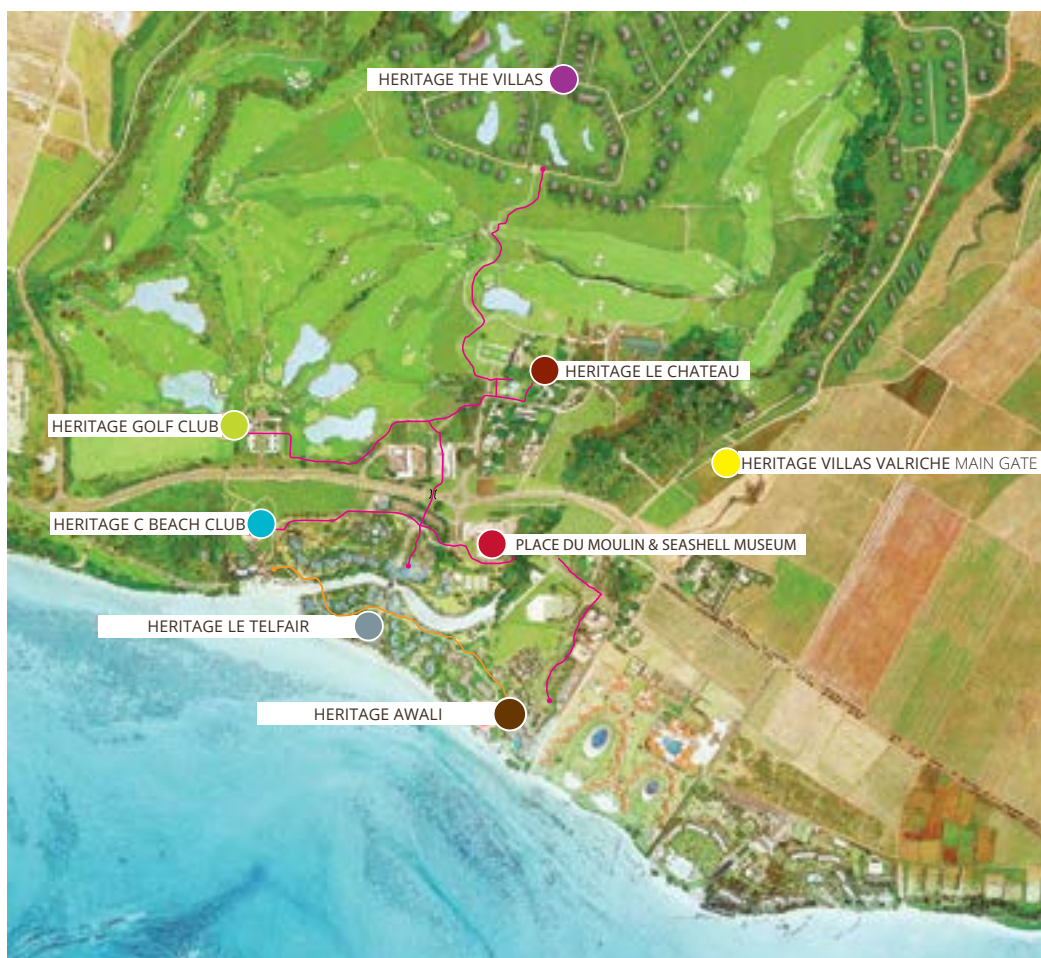 HERITAGE THE VILLAS
HERITAGE LE CHATEAU
HERITAGE GOLF CLUB
HERITAGE VILLAS VALRICHE MAIN GATE
HERITAGE C BEACH CLUB
PLACE DU MOULIN & SEASHELL MUSEUM
HERITAGE LE TELFAIR
HERITAGE AWALI